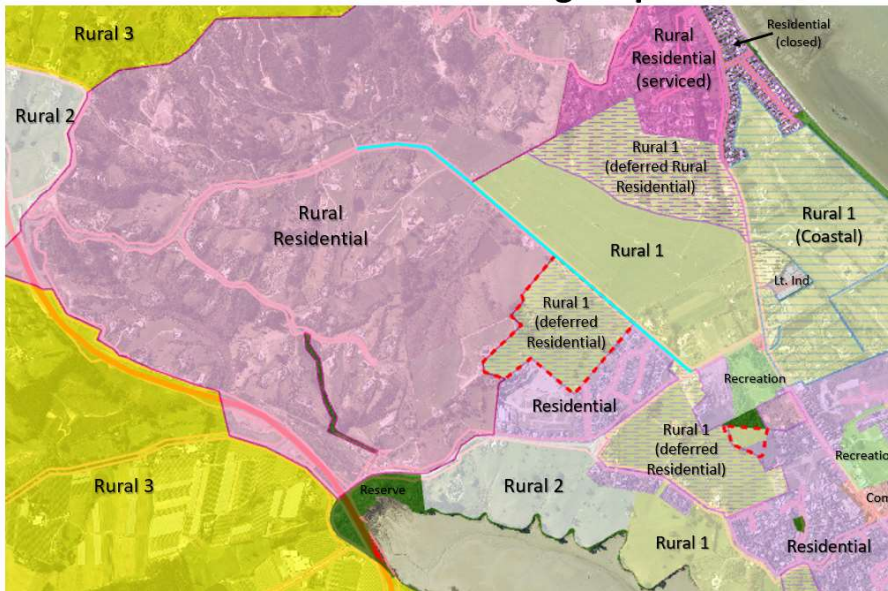 Rural 3
Residential
(closed)
Rural
Residential
(serviced)
Rural 2
Rural 1
(deferred Rural
Residential)
Rural
Residential
Rural 1
(Coastal)
Rural 1
Lt. Ind
Rural 1
(deferred
Residential)
Recreation
Residential
Rural 1
(deferred
Residential)
Recreatio
Rural 3
Reserve
Rural 2
Com
Rural 1
Residential